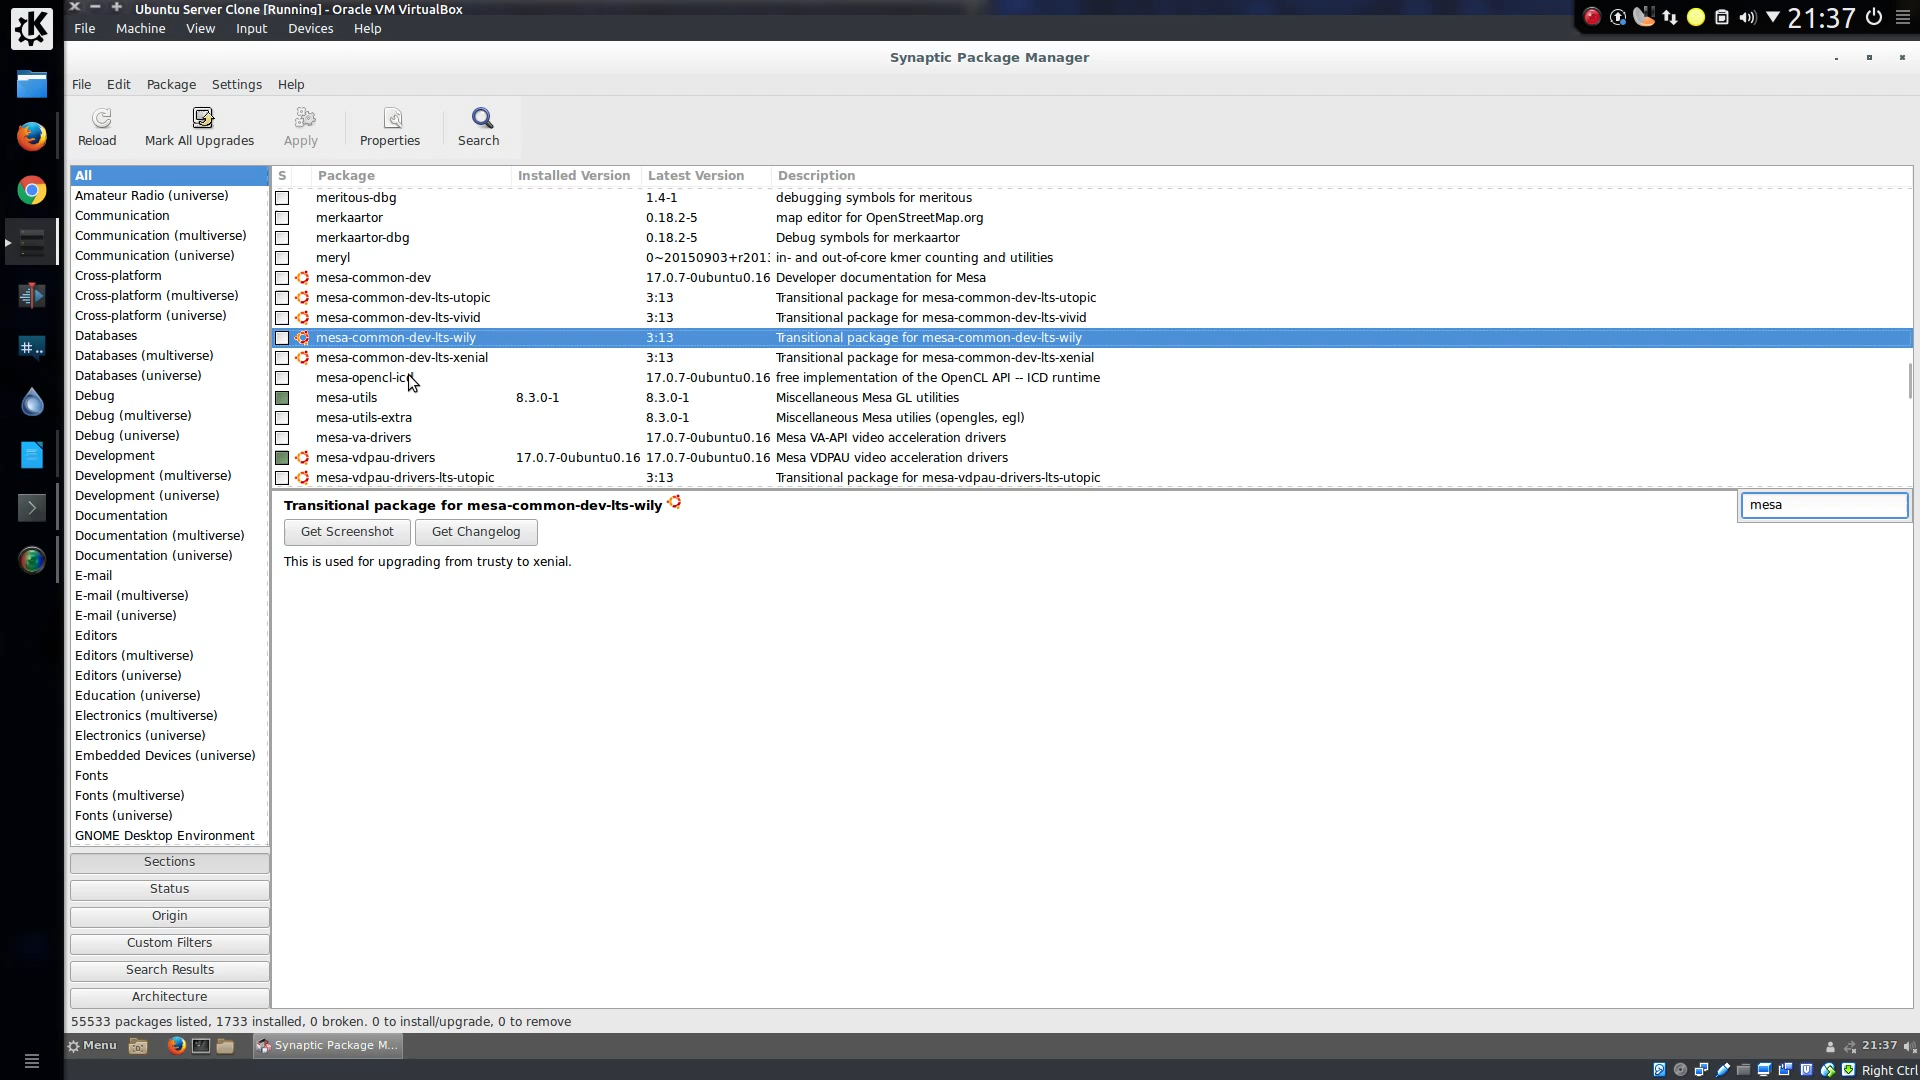 Ubuntu Server Clone [Running] - Oracle VM VirtualBox
21:37
File Machine View Input Devices Help
Synaptic Package Manager
File Edit Package Settings Help
Reload Mark All Upgrades Apply Properties Search
All
Amateur Radio (universe)
Communication
Communication (multiverse)
Communication (universe)
Cross-platform
Cross-platform (multiverse)
Cross-platform (universe)
Databases
Databases (multiverse)
Databases (universe)
Debug
Debug (multiverse)
Debug (universe)
Development
Development (multiverse)
Development (universe)
Documentation
Documentation (multiverse)
Documentation (universe)
E-mail
E-mail (multiverse)
E-mail (universe)
Editors
Editors (multiverse)
Editors (universe)
Education (universe)
Electronics (multiverse)
Electronics (universe)
Embedded Devices (universe)
Fonts
Fonts (multiverse)
Fonts (universe)
GNOME Desktop Environment
Sections
Status
Origin
Custom Filters
Search Results
Architecture
S Package Installed Version Latest Version Description
meritous-dbg 1.4-1 debugging symbols for meritous
merkaartor 0.18.2-5 map editor for OpenStreetMap.org
merkaartor-dbg 0.18.2-5 Debug symbols for merkaartor
meryl 0~20150903+r2013 in- and out-of-core kmer counting and utilities
mesa-common-dev 17.0.7-0ubuntu0.16 Developer documentation for Mesa
mesa-common-dev-lts-utopic 3:13 Transitional package for mesa-common-dev-lts-utopic
mesa-common-dev-lts-vivid 3:13 Transitional package for mesa-common-dev-lts-vivid
mesa-common-dev-lts-wily 3:13 Transitional package for mesa-common-dev-lts-wily
mesa-common-dev-lts-xenial 3:13 Transitional package for mesa-common-dev-lts-xenial
mesa-opencl-icd 17.0.7-0ubuntu0.16 free implementation of the OpenCL API -- ICD runtime
mesa-utils 8.3.0-1 8.3.0-1 Miscellaneous Mesa GL utilities
mesa-utils-extra 8.3.0-1 Miscellaneous Mesa utilies (opengles, egl)
mesa-va-drivers 17.0.7-0ubuntu0.16 Mesa VA-API video acceleration drivers
mesa-vdpau-drivers 17.0.7-0ubuntu0.16 17.0.7-0ubuntu0.16 Mesa VDPAU video acceleration drivers
mesa-vdpau-drivers-lts-utopic 3:13 Transitional package for mesa-vdpau-drivers-lts-utopic
Transitional package for mesa-common-dev-lts-wily
mesa
Get Screenshot Get Changelog
This is used for upgrading from trusty to xenial.
55533 packages listed, 1733 installed, 0 broken. 0 to install/upgrade, 0 to remove
Menu Synaptic Package M... 21:37
Right Ctrl